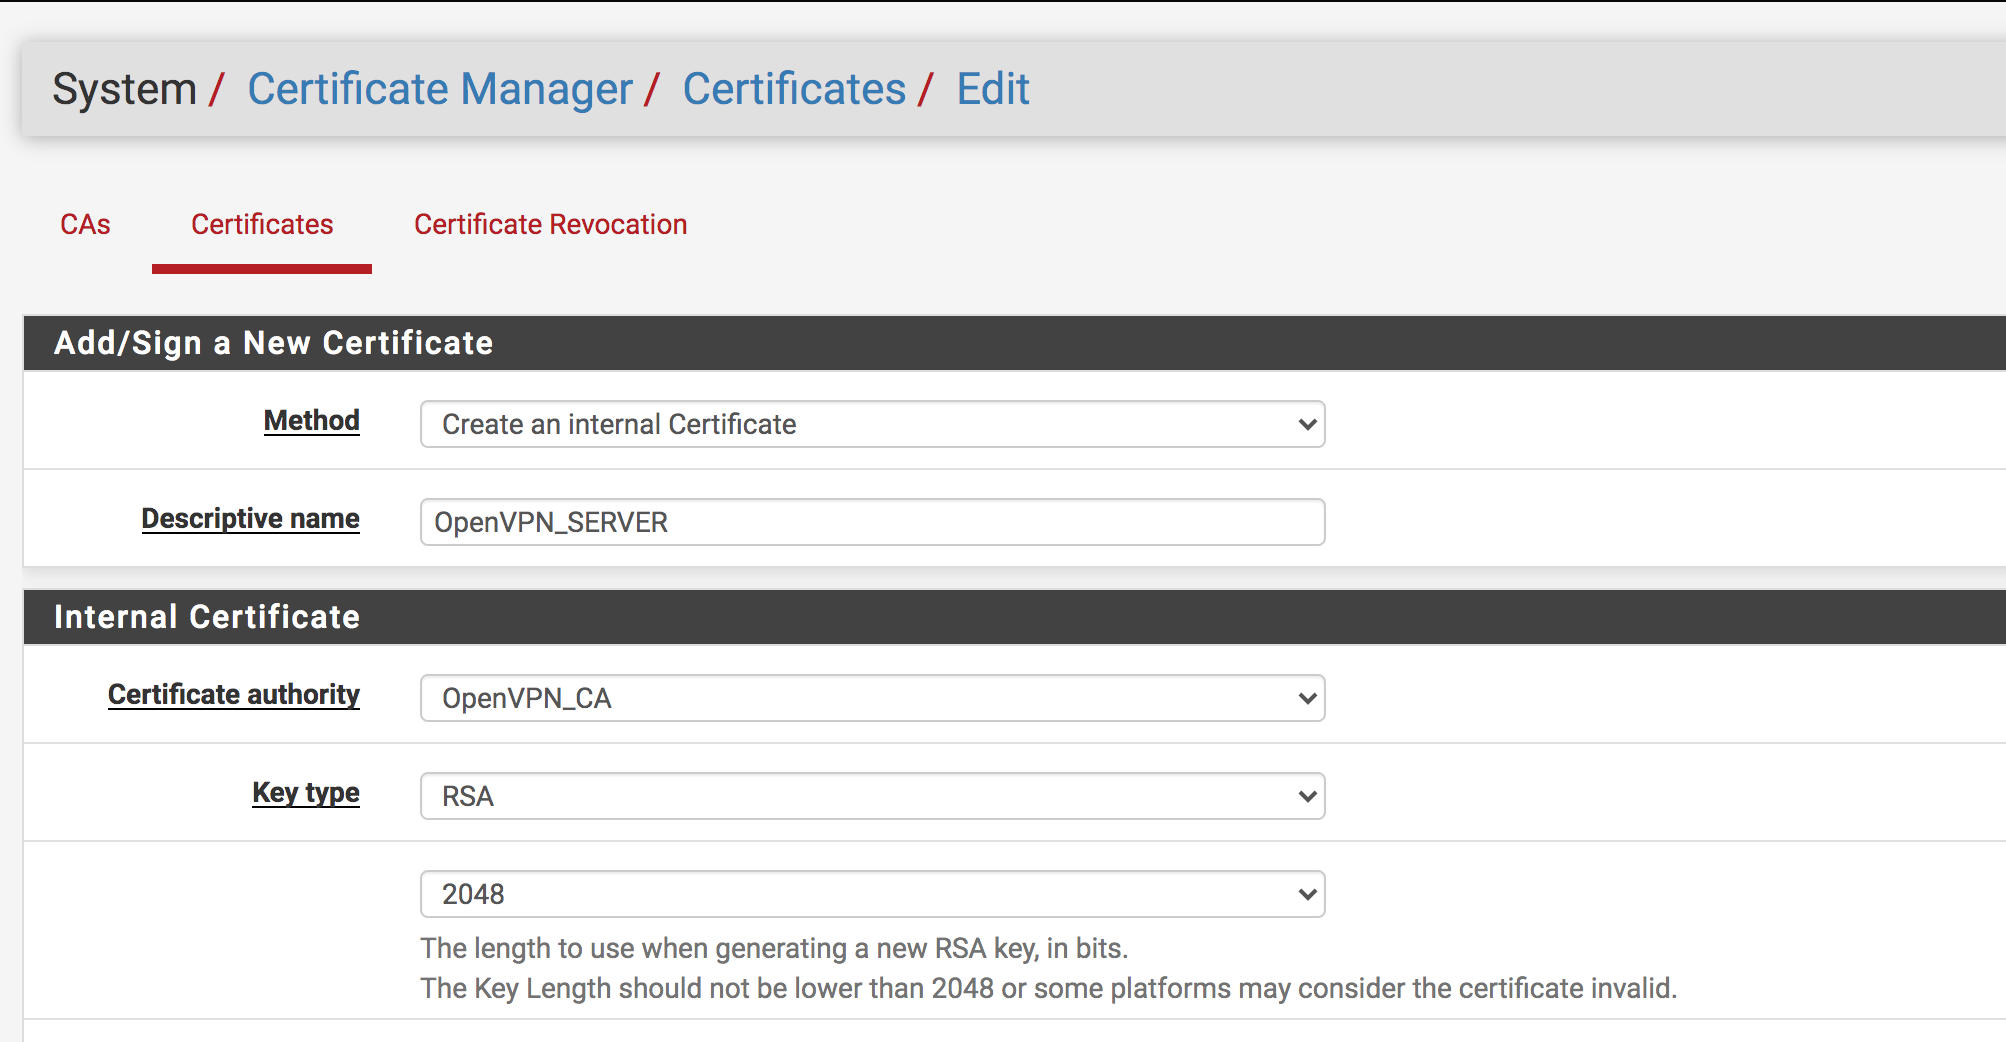 System / Certificate Manager / Certificates / Edit
CAs Certificates Certificate Revocation
Add/Sign a New Certificate
Method Create an internal Certificate
Descriptive name OpenVPN_SERVER
Internal Certificate
Certificate authority OpenVPN_CA
Key type RSA
2048
The length to use when generating a new RSA key, in bits.
The Key Length should not be lower than 2048 or some platforms may consider the certificate invalid.